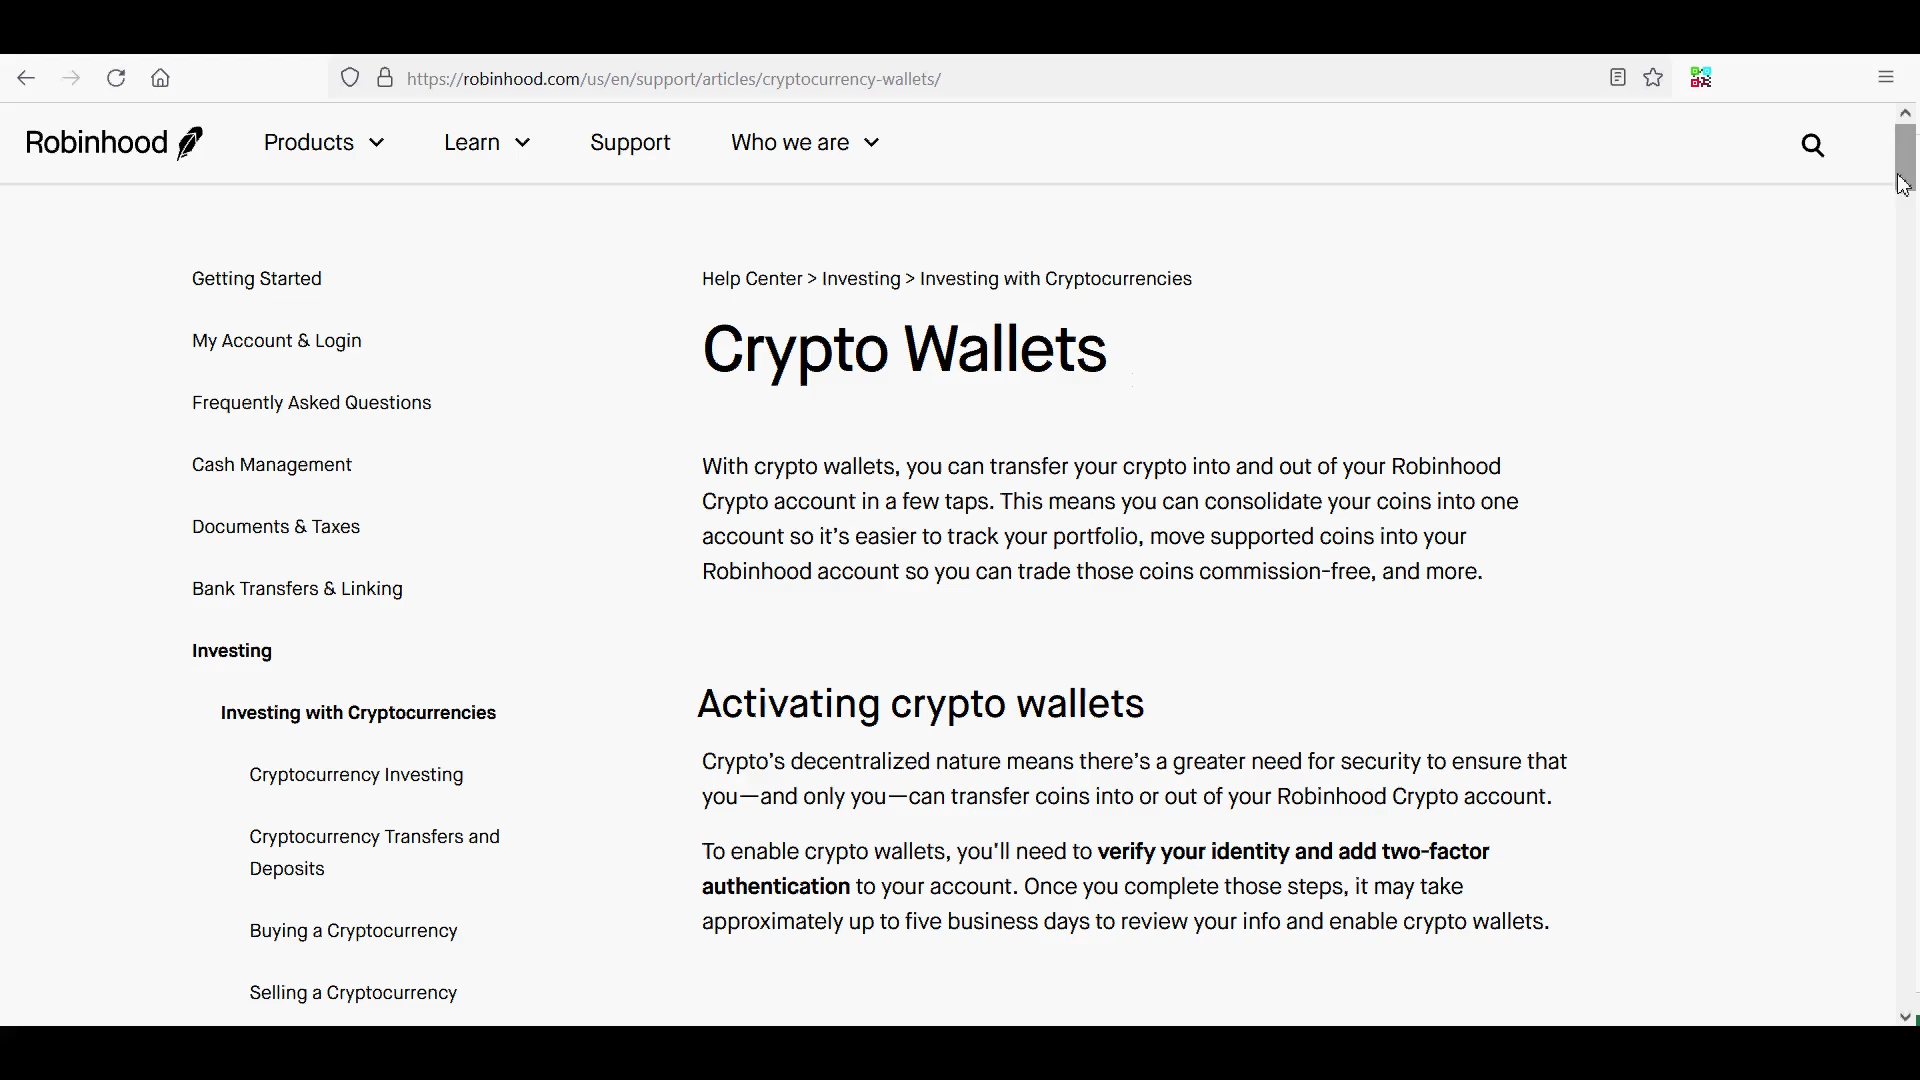 https://robinhood.com/us/en/support/articles/cryptocurrency-wallets/
Robinhood
Products
Learn
Support
Who we are
Getting Started
My Account & Login
Frequently Asked Questions
Cash Management
Documents & Taxes
Bank Transfers & Linking
Investing
Investing with Cryptocurrencies
Cryptocurrency Investing
Cryptocurrency Transfers and
Deposits
Buying a Cryptocurrency
Selling a Cryptocurrency
Help Center > Investing > Investing with Cryptocurrencies
Crypto Wallets
With crypto wallets, you can transfer your crypto into and out of your Robinhood
Crypto account in a few taps. This means you can consolidate your coins into one
account so it’s easier to track your portfolio, move supported coins into your
Robinhood account so you can trade those coins commission-free, and more.
Activating crypto wallets
Crypto’s decentralized nature means there’s a greater need for security to ensure that
you—and only you—can transfer coins into or out of your Robinhood Crypto account.
To enable crypto wallets, you’ll need to verify your identity and add two-factor
authentication to your account. Once you complete those steps, it may take
approximately up to five business days to review your info and enable crypto wallets.